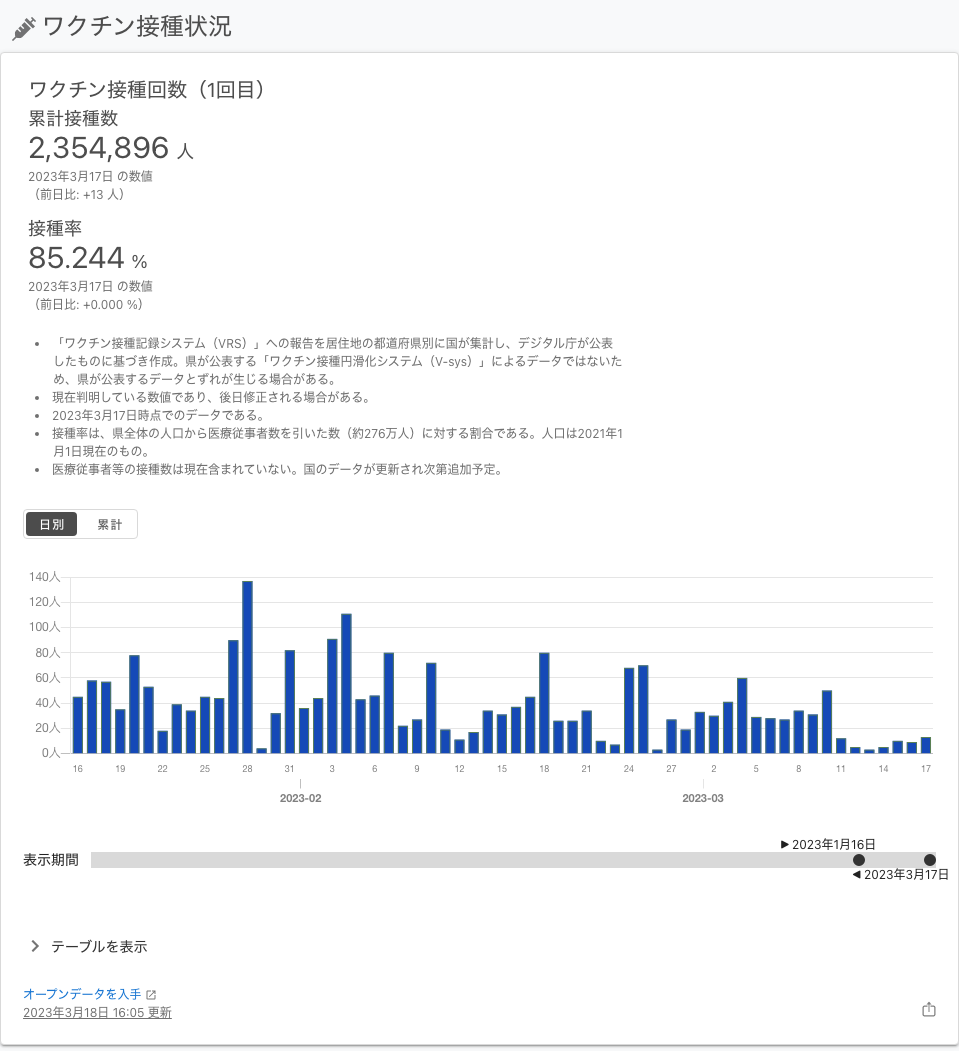 ワクチン接種状況
ワクチン接種回数（1回目）
累計接種数
2,354,896 人
2023年3月17日 の数値
（前日比: +13 人）
接種率
85.244 %
2023年3月17日 の数値
（前日比: +0.000 %）
• 「ワクチン接種記録システム（VRS）」への報告を居住地の都道府県別に国が集計し、デジタル庁が公表
したものに基づき作成。県が公表する「ワクチン接種円滑化システム（V-sys）」によるデータではないた
め、県が公表するデータとずれが生じる場合がある。
• 現在判明している数値であり、後日修正される場合がある。
• 2023年3月17日時点でのデータである。
• 接種率は、県全体の人口から医療従事者数を引いた数（約276万人）に対する割合である。人口は2021年1
月1日現在のもの。
• 医療従事者等の接種数は現在含まれていない。国のデータが更新され次第追加予定。
日別 累計
140人
120人
100人
80人
60人
40人
20人
0人
16 19 22 25 28 31 3 6 9 12 15 18 21 24 27 2 5 8 11 14 17
2023-02 2023-03
▶ 2023年1月16日
表示期間
◀ 2023年3月17日
テーブルを表示
オープンデータを入手
2023年3月18日 16:05 更新